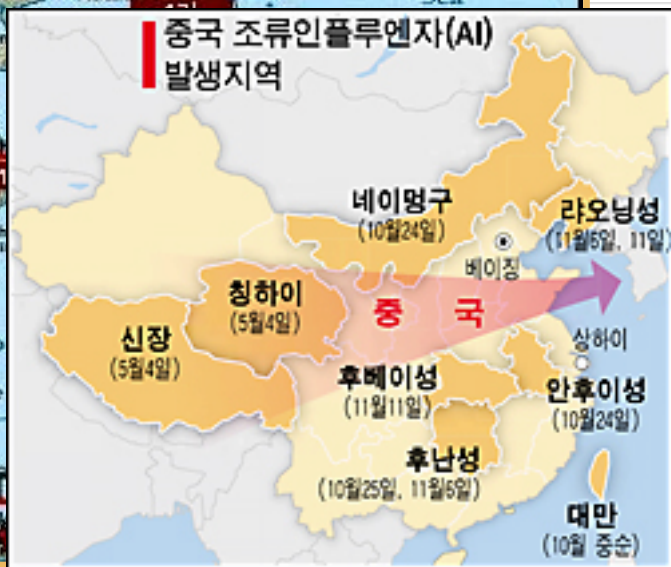 중국 조류인플루엔자(AI)
발생지역
네이멍구
(10월24일)
랴오닝성
(11월6일, 11일)
베이징
칭하이
(5월4일)
중 국
신장
(5월4일)
상하이
후베이성
(11월11일)
안후이성
(10월24일)
후난성
(10월25일, 11월6일)
대만
(10월 중순)